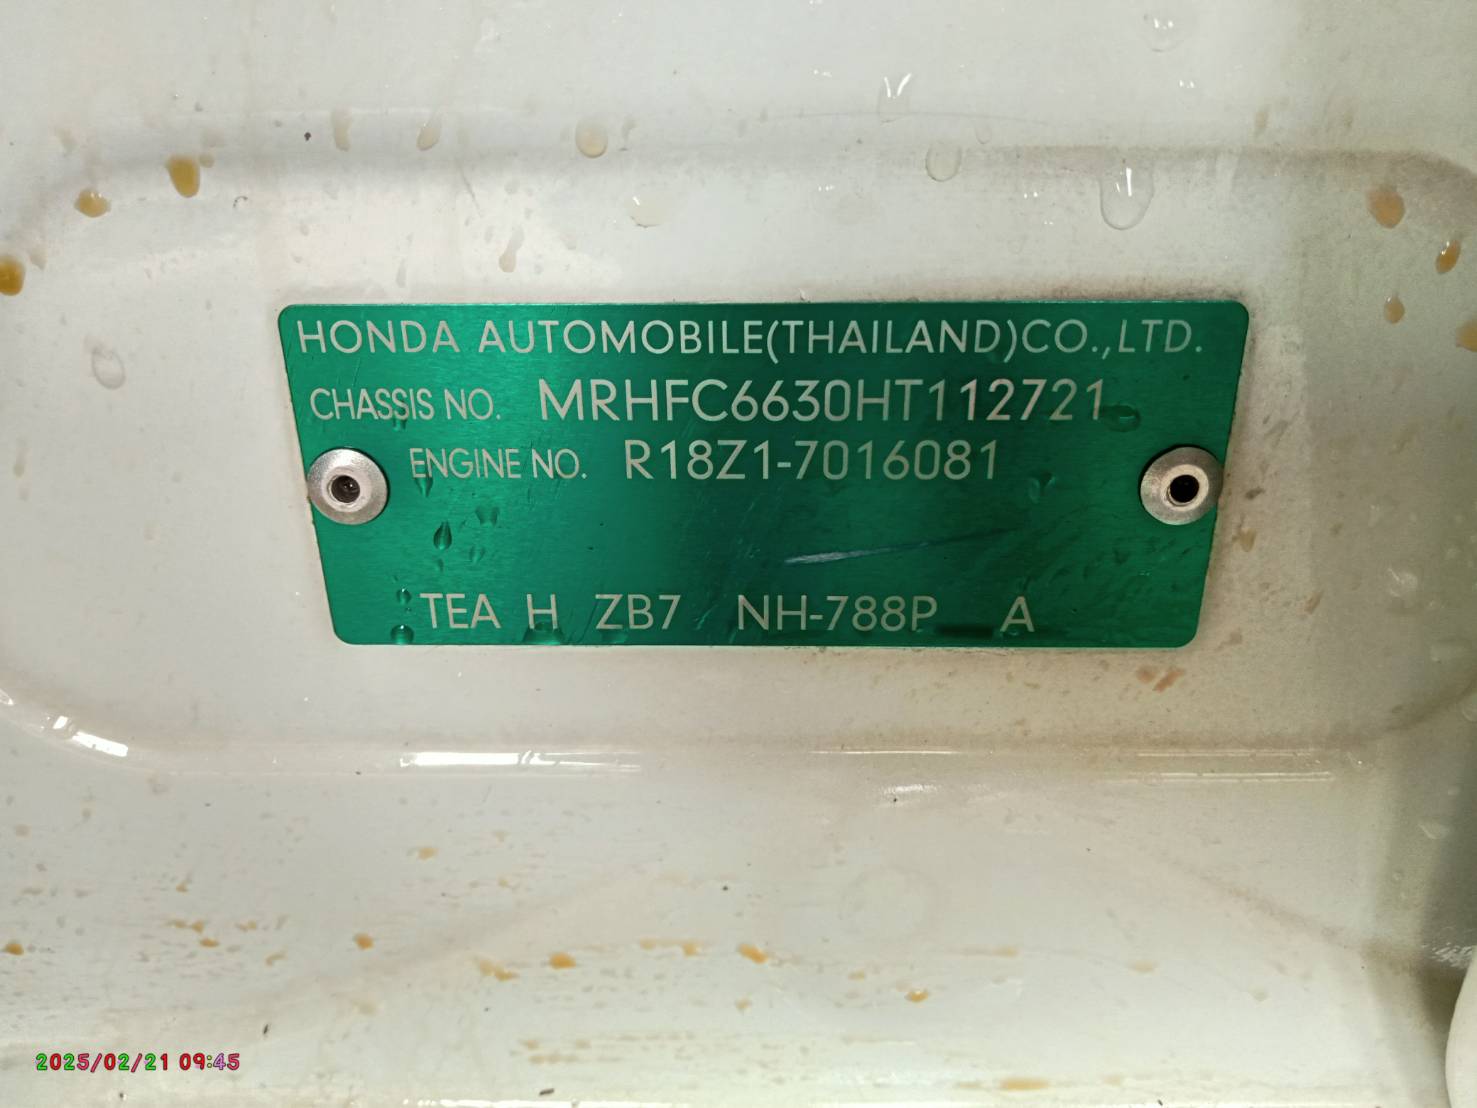 HONDA AUTOMOBILE(THAILAND)CO.,LTD.
CHASSIS NO. MRHFC6630HT112721
ENGINE NO. R18Z1-7016081
TEA H ZB7 NH-788P A
2025/02/21 09:45